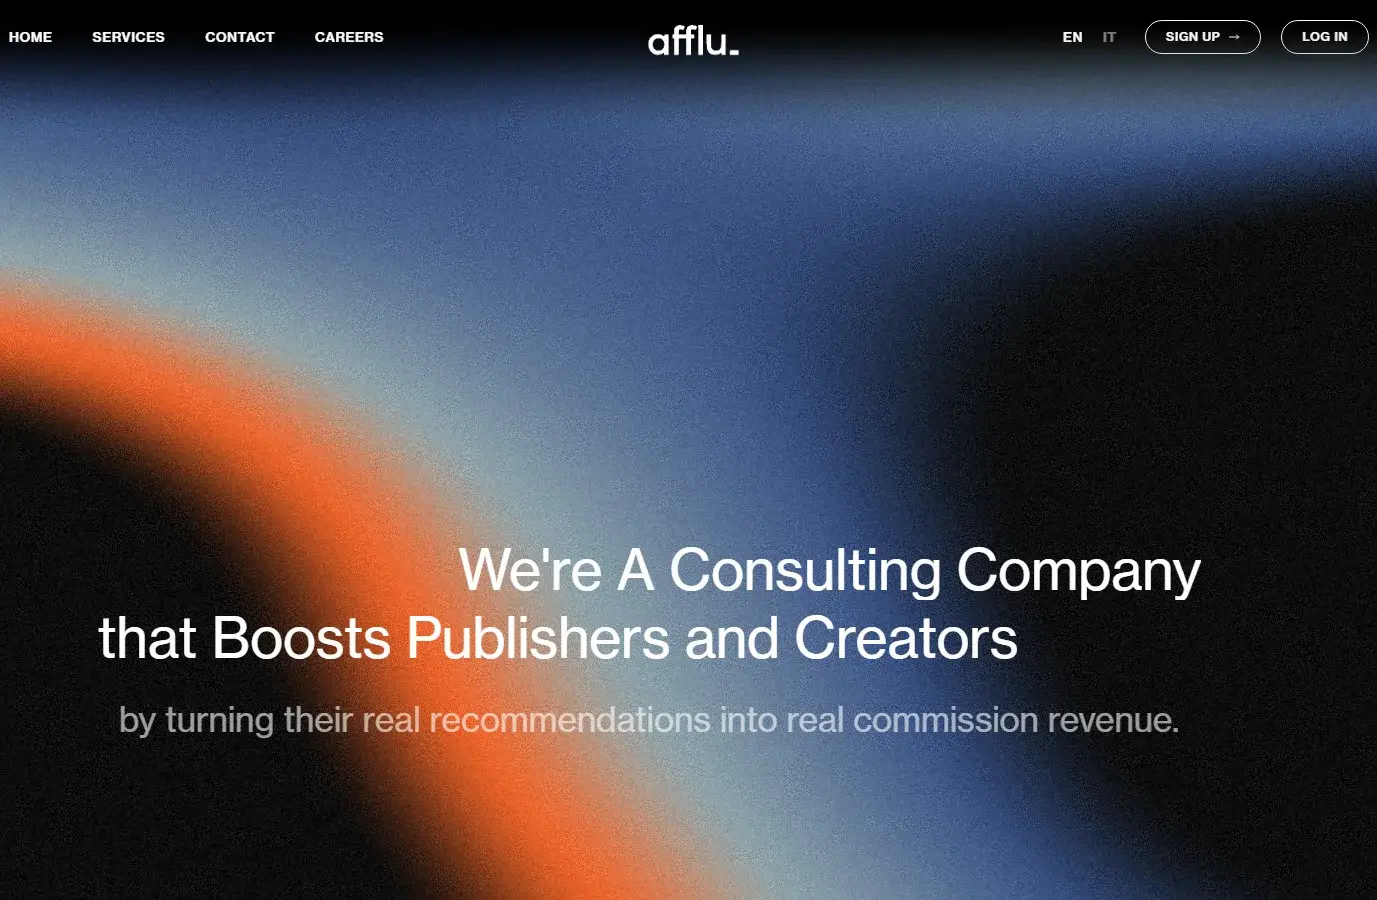 HOME SERVICES CONTACT CAREERS afflu. EN IT SIGN UP → LOG IN
We're A Consulting Company
that Boosts Publishers and Creators
by turning their real recommendations into real commission revenue.